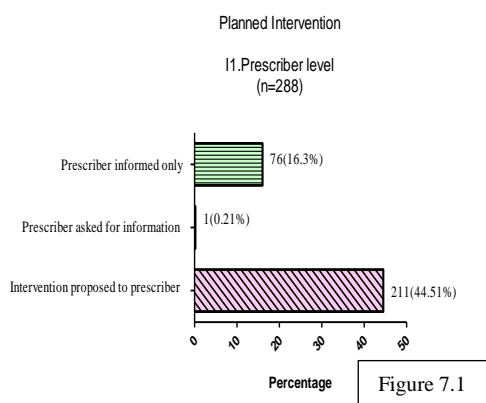 Planned Intervention
I1.Prescriber level
(n=288)
Prescriber informed only
76(16.3%)
Prescriber asked for information
1(0.21%)
Intervention proposed to prescriber
211(44.51%)
0 10 20 30 40 50
Percentage
Figure 7.1